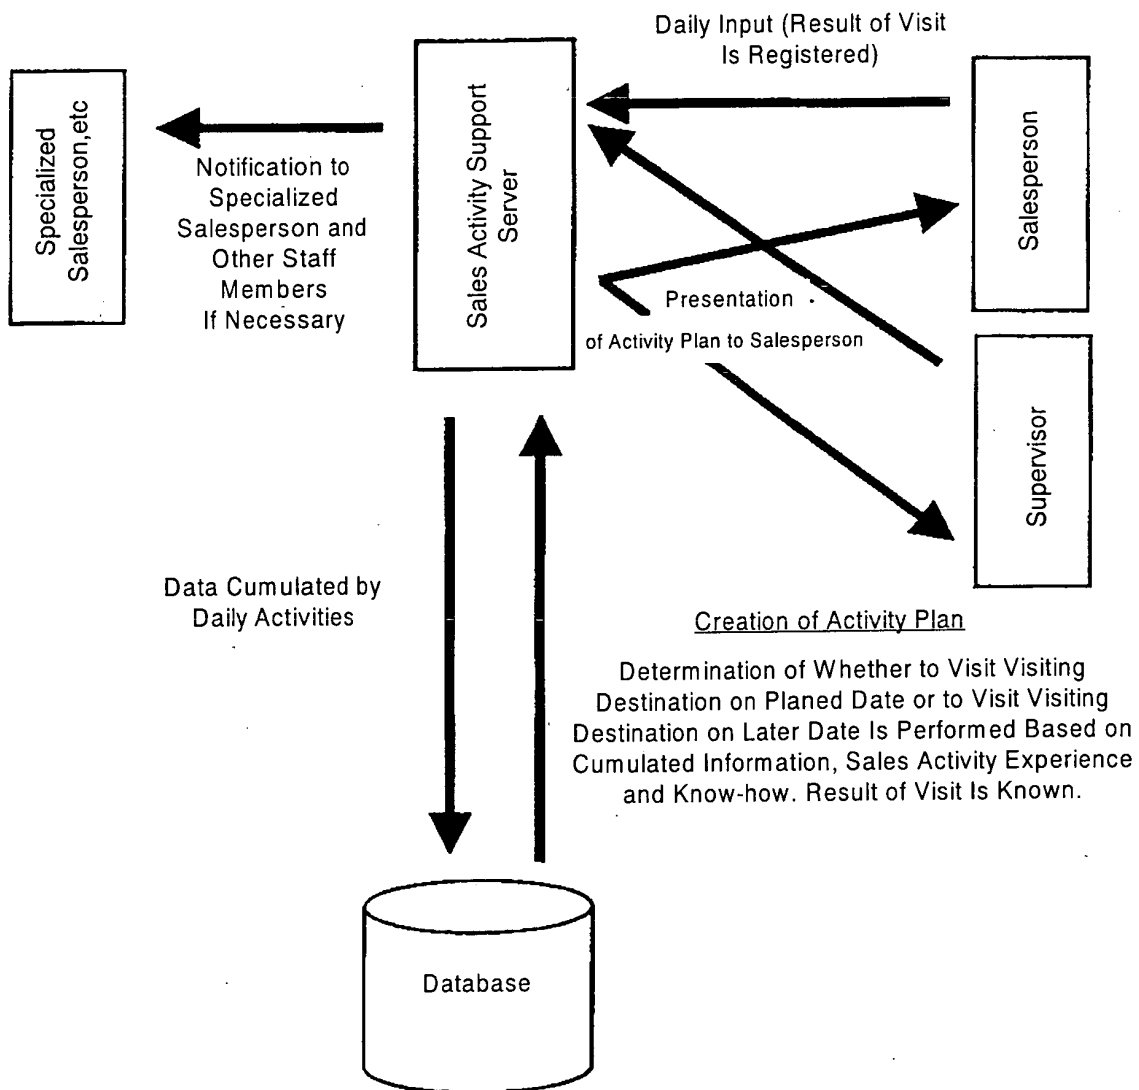 Daily Input (Result of Visit
Is Registered)
Specialized
Salesperson,etc
Notification to
Specialized
Salesperson and
Other Staff
Members
If Necessary
Sales Activity Support
Server
Salesperson
Presentation
of Activity Plan to Salesperson
Supervisor
Data Cumulated by
Daily Activities
Creation of Activity Plan
Determination of Whether to Visit Visiting
Destination on Planed Date or to Visit Visiting
Destination on Later Date Is Performed Based on
Cumulated Information, Sales Activity Experience
and Know-how. Result of Visit Is Known.
Database